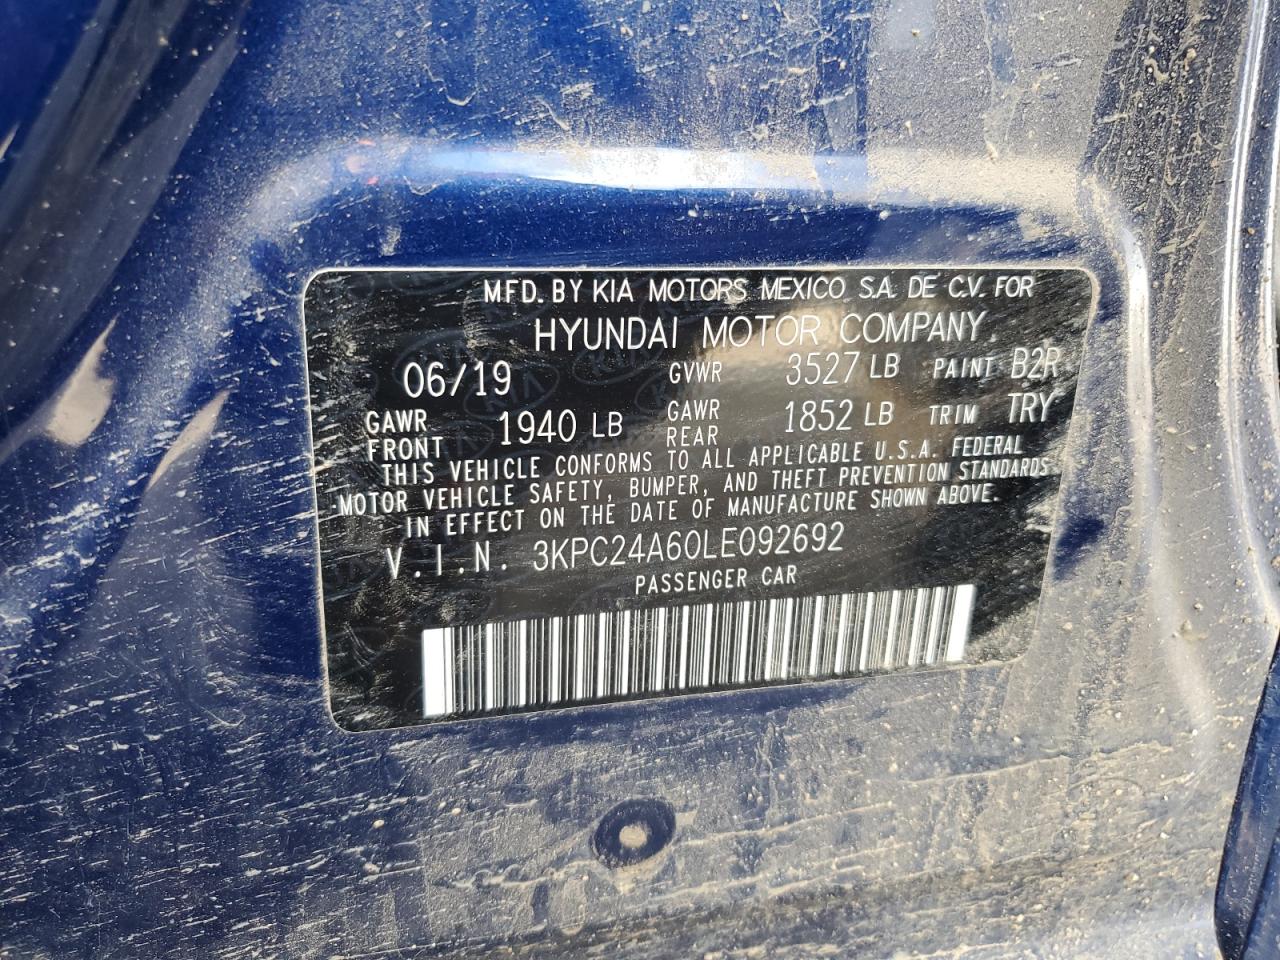 MFD. BY KIA MOTORS MEXICO S.A. DE C.V. FOR
HYUNDAI MOTOR COMPANY.
06/19 GVWR 3527 LB PAINT B2R
GAWR FRONT 1940 LB GAWR REAR 1852 LB TRIM TRY
THIS VEHICLE CONFORMS TO ALL APPLICABLE U.S.A. FEDERAL
MOTOR VEHICLE SAFETY, BUMPER, AND THEFT PREVENTION STANDARDS
IN EFFECT ON THE DATE OF MANUFACTURE SHOWN ABOVE.
V.I.N. 3KPC24A60LE092692
PASSENGER CAR